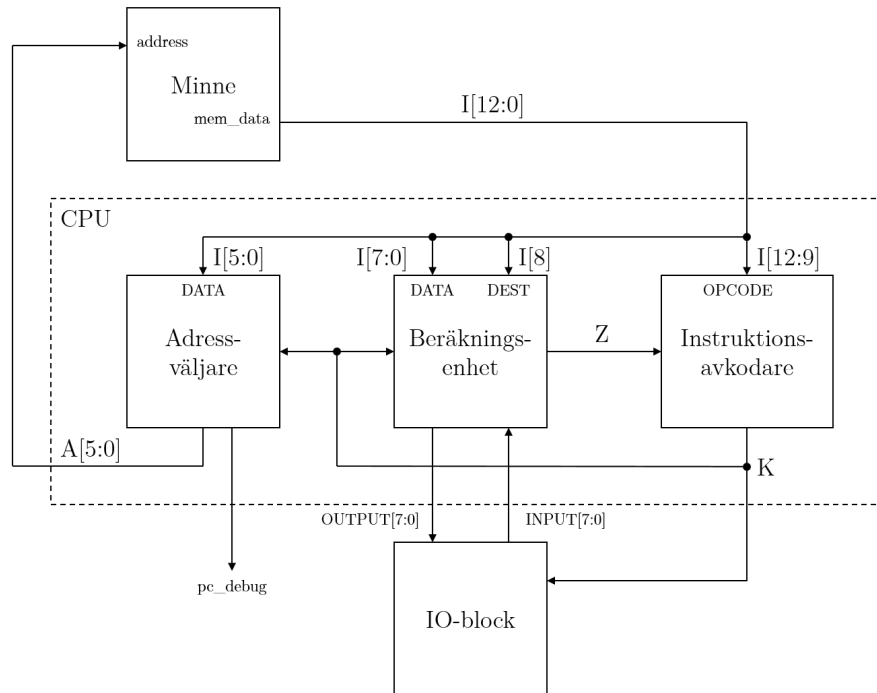 address
Minne
mem_data
I[12:0]
CPU
I[5:0]
I[7:0]
I[8]
I[12:9]
DATA
DATA
DEST
OPCODE
Adress-
väljare
Beräknings-
enhet
Z
Instruktions-
avkodare
A[5:0]
K
OUTPUT[7:0]
INPUT[7:0]
pc_debug
IO-block